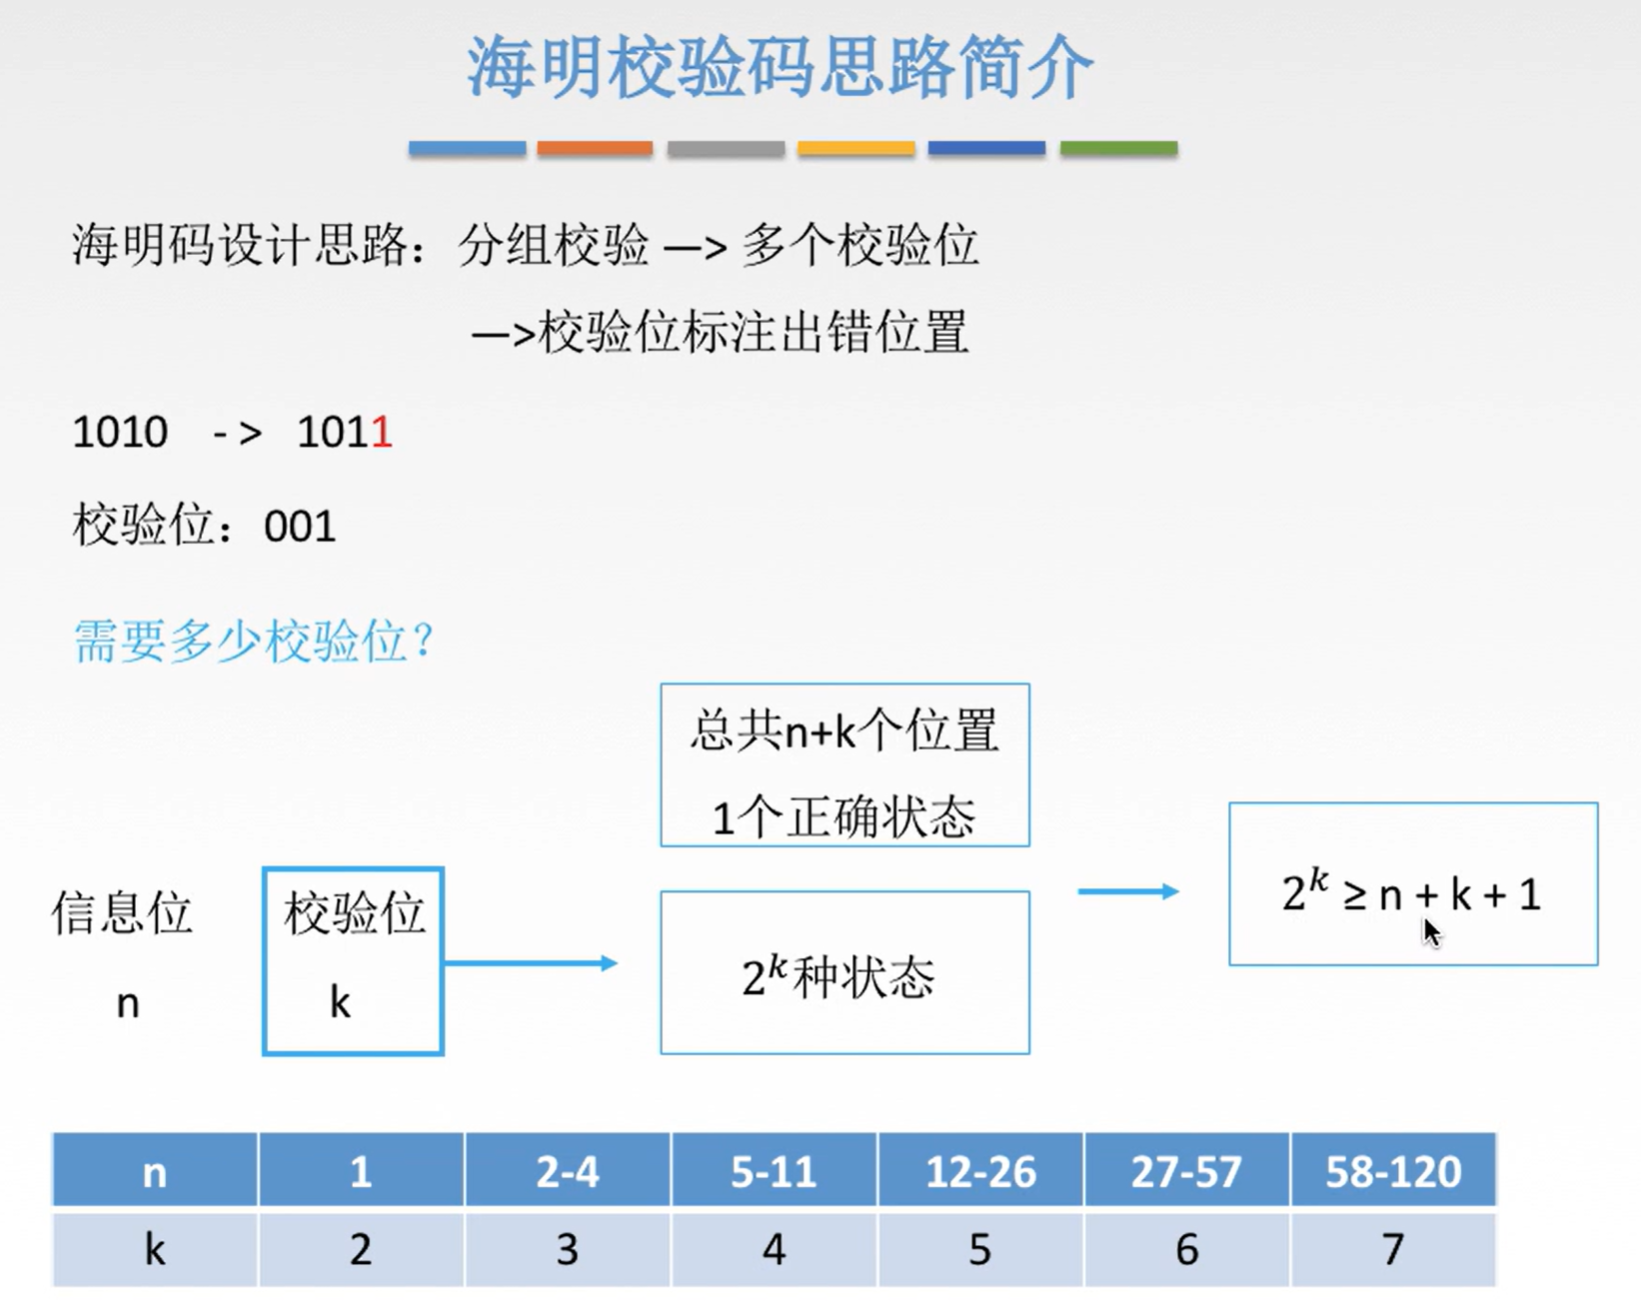 海明校验码思路简介
海明码设计思路：分组校验 —> 多个校验位
—>校验位标注出错位置
1010 -> 1011
校验位：001
需要多少校验位？
总共n+k个位置
1个正确状态
信息位
n
校验位
k
2^k种状态
2^k ≥ n + k + 1
n 1 2-4 5-11 12-26 27-57 58-120
k 2 3 4 5 6 7